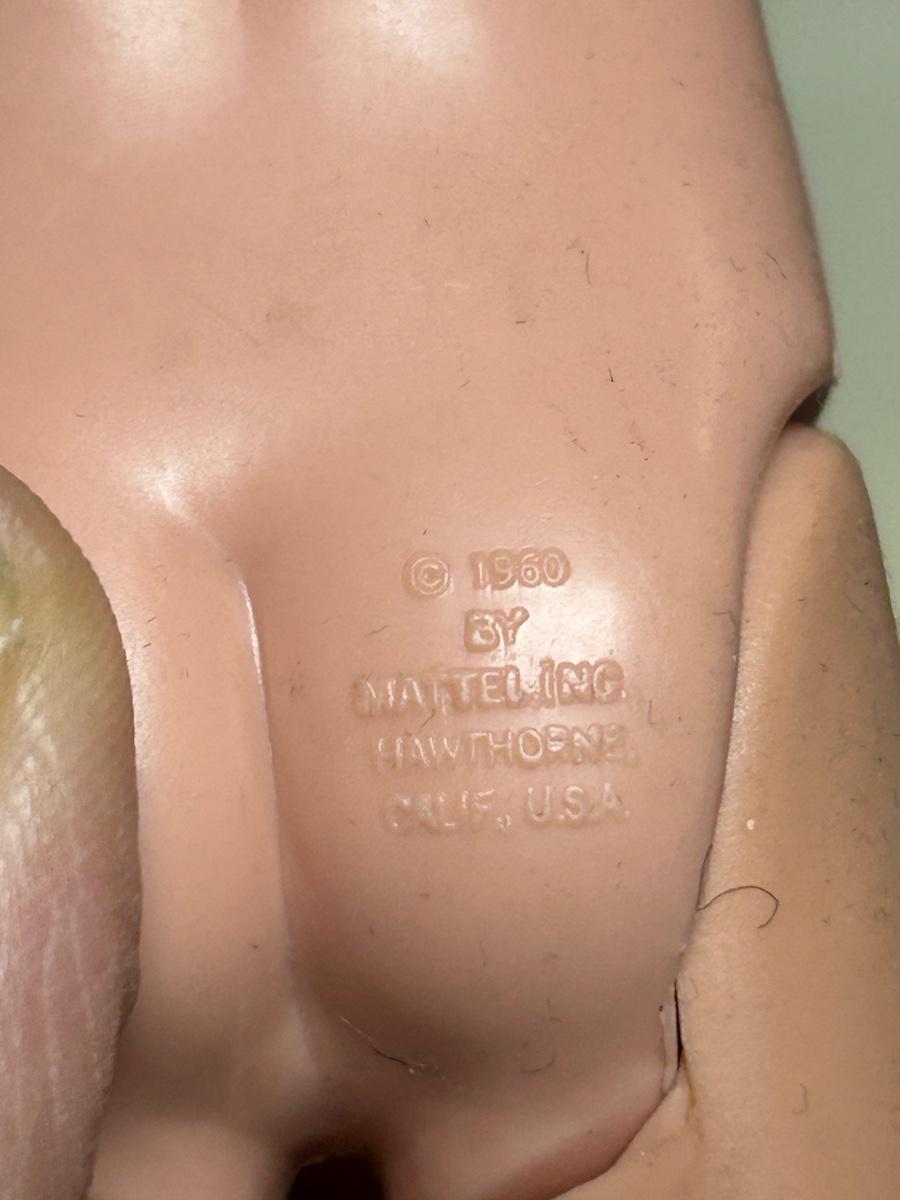 © 1960
BY
MATTEL, INC.
HAWTHORNE,
CALIF., U.S.A.